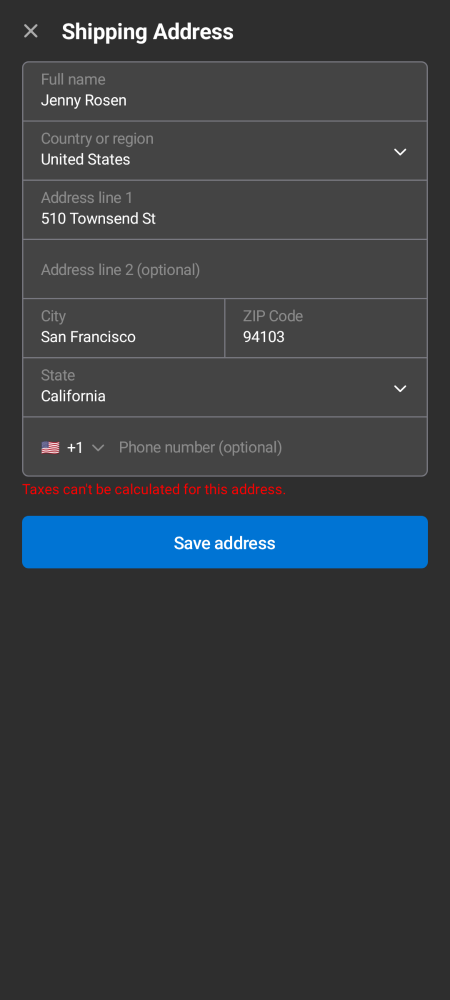 Shipping Address
Full name
Jenny Rosen
Country or region
United States
Address line 1
510 Townsend St
Address line 2 (optional)
City
San Francisco
ZIP Code
94103
State
California
+1 Phone number (optional)
Taxes can't be calculated for this address.
Save address